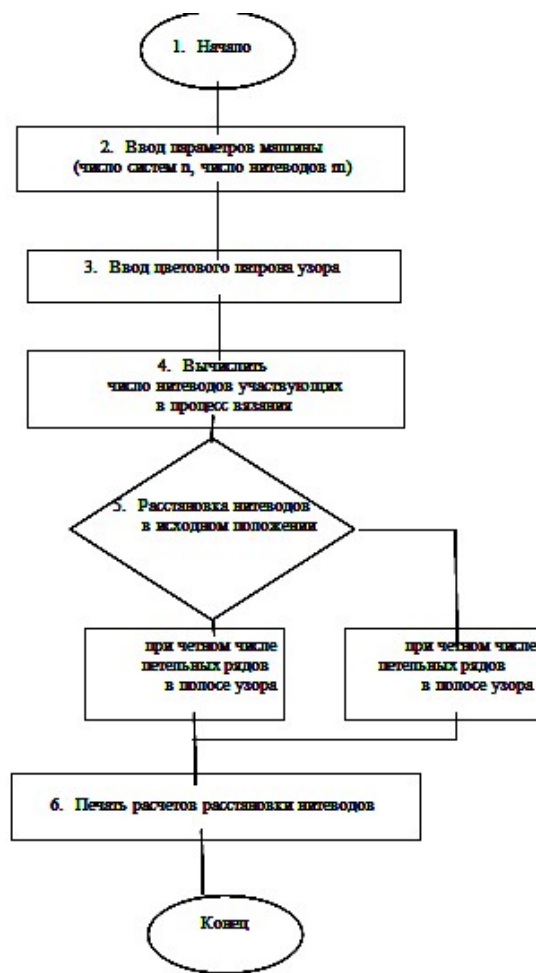 1. Начало
2. Ввод параметров машины
(число систем n, число нитеводов m)
3. Ввод цветового патрона узора
4. Вычислить
число нитеводов участвующих
в процесс вязания
5. Расстановка нитеводов
в исходном положении
при четном числе
петельных рядов
в полосе узора
при четном числе
петельных рядов
в полосе узора
6. Печать расчетов расстановки нитеводов
Конец